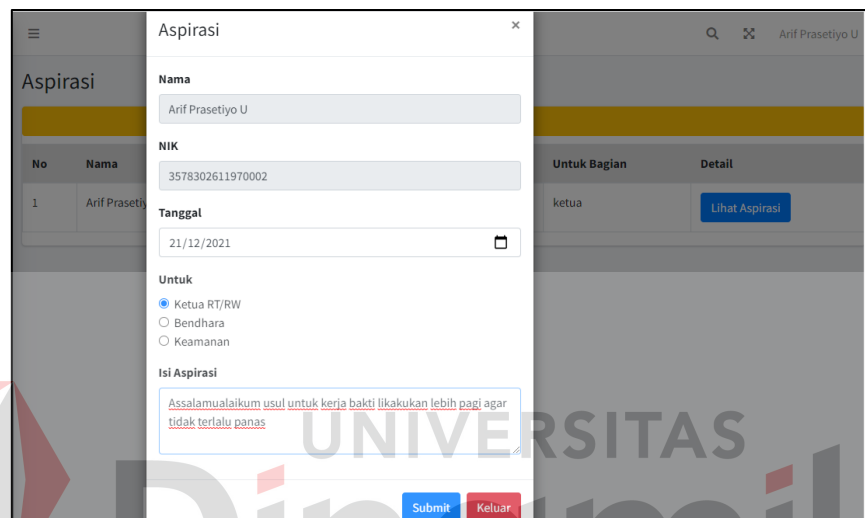 Aspirasi ×
Arif Prasetiyo U
Aspirasi
Nama
Arif Prasetiyo U
NIK
3578302611970002
Tanggal
21/12/2021
Untuk
Ketua RT/RW
Bendhara
Keamanan
Isi Aspirasi
Assalamualaikum usul untuk kerja bakti likakukan lebih pagi agar
tidak terlalu panas
Submit Keluar
No Nama Untuk Bagian Detail
1 Arif Prasetiy ketua Lihat Aspirasi
UNIVERSITAS